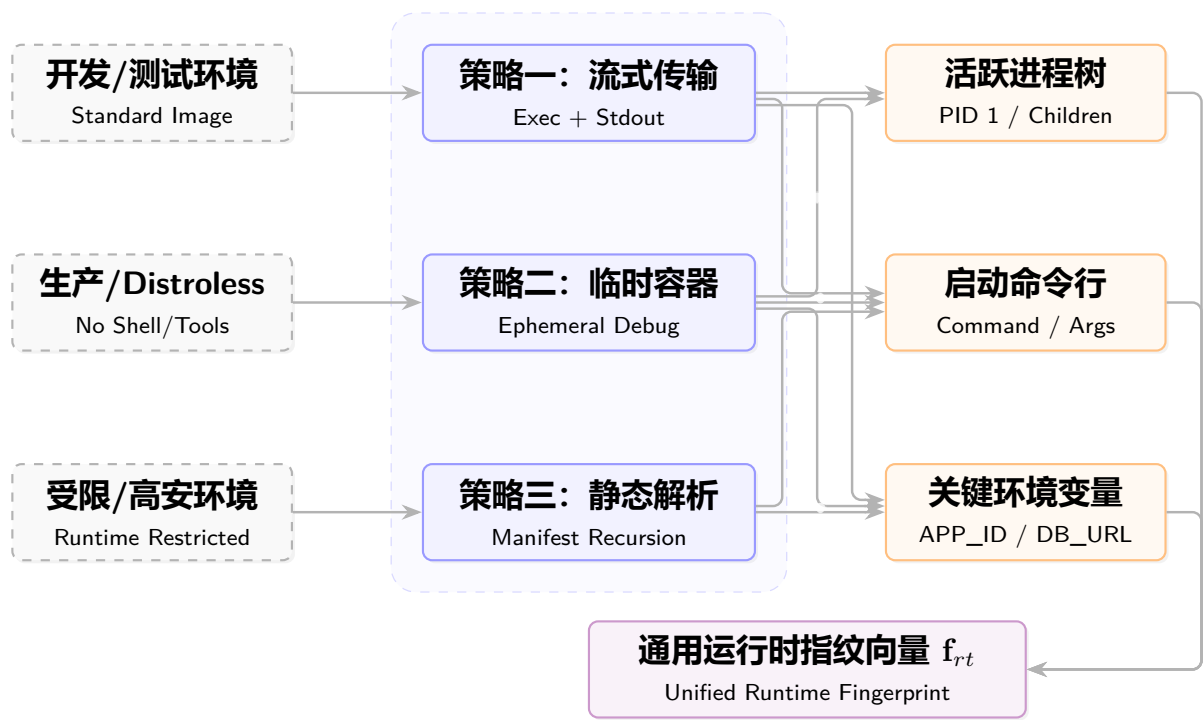 开发/测试环境
Standard Image
策略一：流式传输
Exec + Stdout
活跃进程树
PID 1 / Children
生产/Distroless
No Shell/Tools
策略二：临时容器
Ephemeral Debug
启动命令行
Command / Args
受限/高安环境
Runtime Restricted
策略三：静态解析
Manifest Recursion
关键环境变量
APP_ID / DB_URL
通用运行时指纹向量 f_{rt}
Unified Runtime Fingerprint